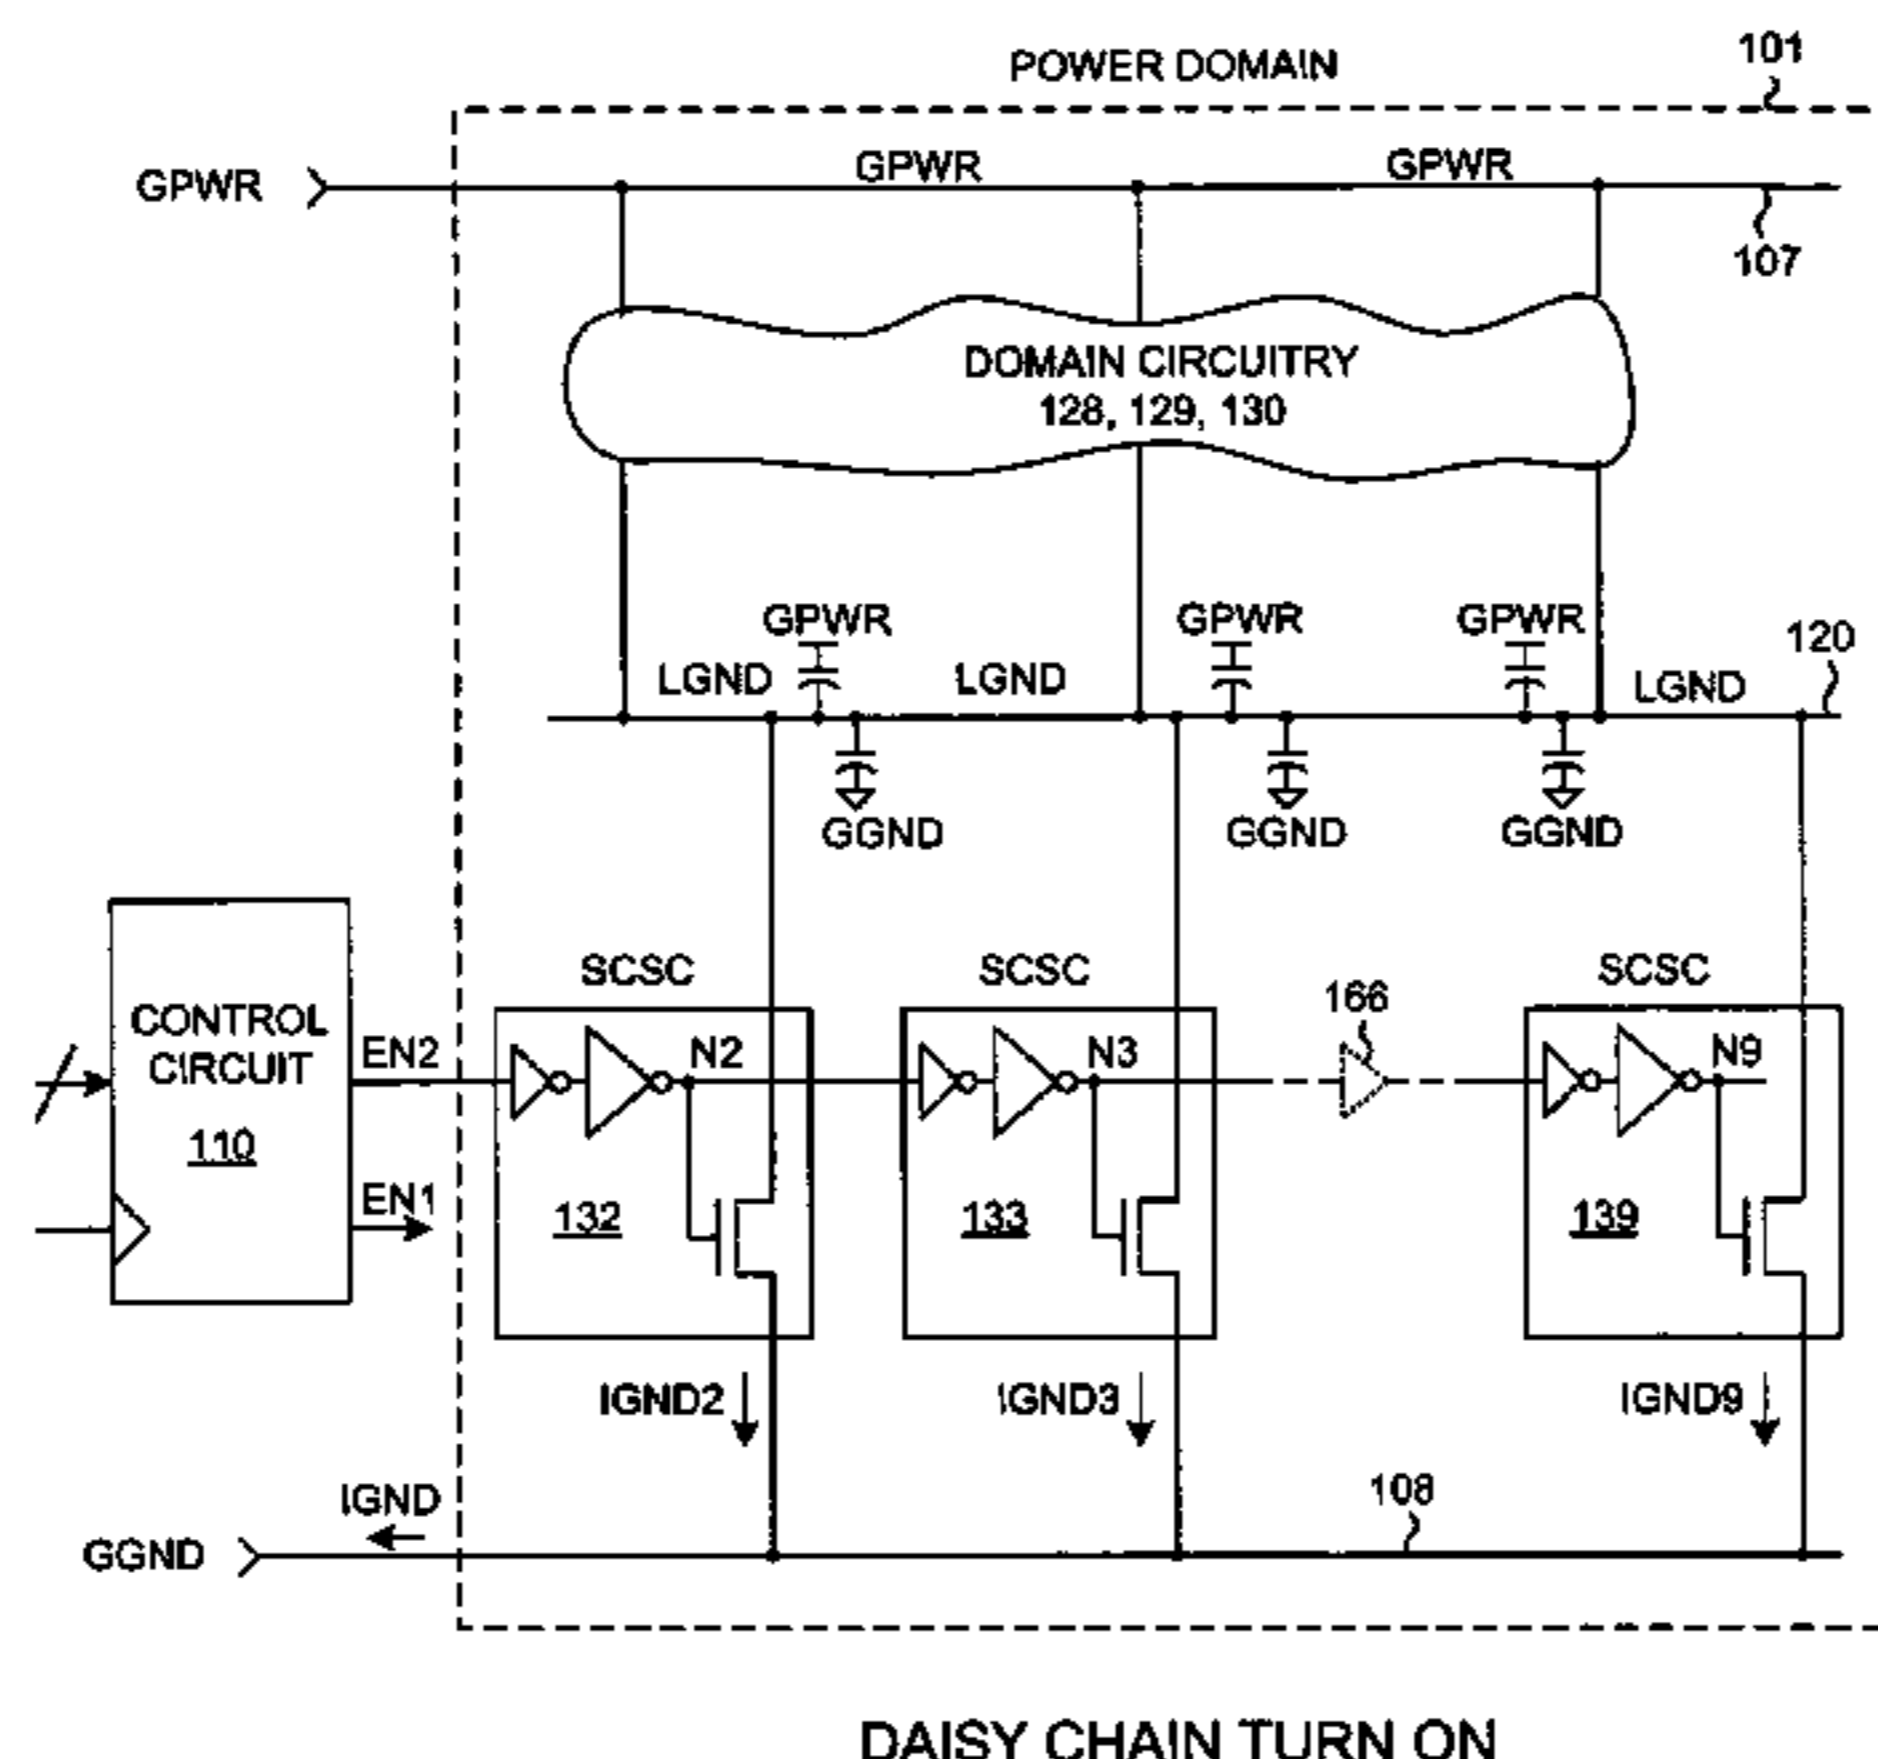 POWER DOMAIN
101
GPWR
GPWR
GPWR
107
DOMAIN CIRCUITRY
128, 129, 130
GPWR
GPWR
GPWR
120
LGND
LGND
LGND
GGND
GGND
GGND
SCSC
SCSC
166
SCSC
CONTROL
CIRCUIT
110
EN2
EN1
N2
N3
N9
132
133
139
IGND2
IGND3
IGND9
IGND
108
GGND
DAISY CHAIN TURN ON